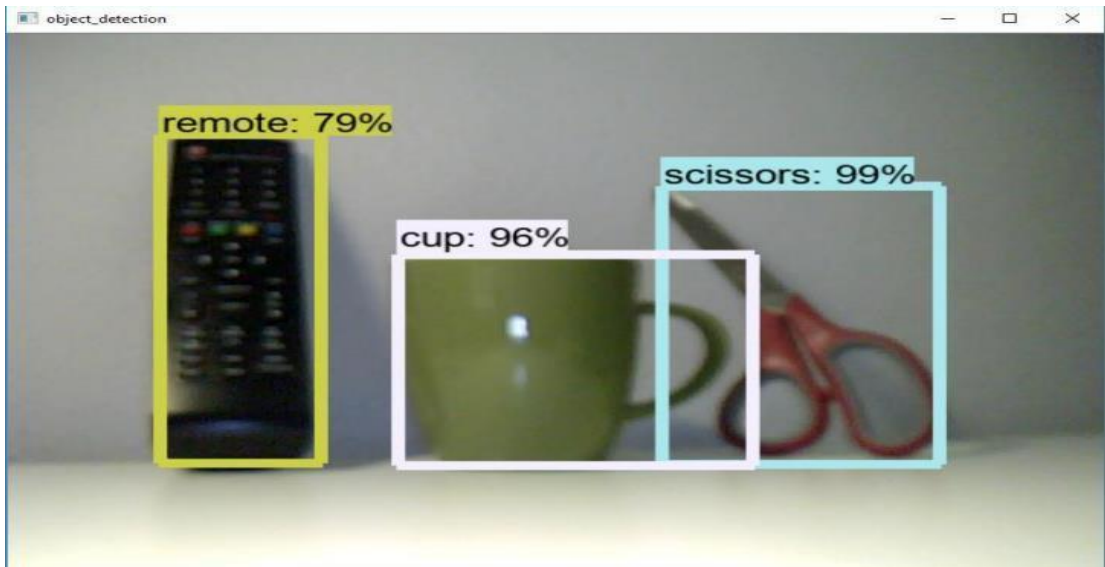 object_detection
remote: 79%
scissors: 99%
cup: 96%